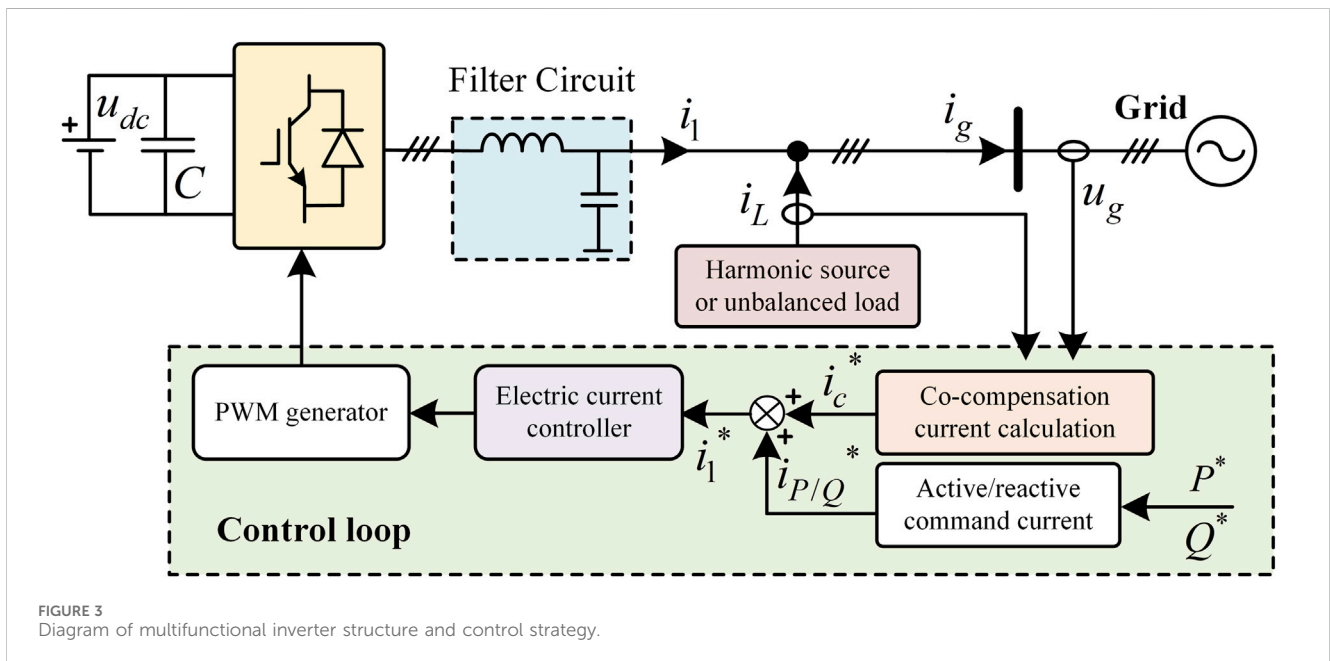 Filter Circuit
+ u_dc
C
i_1
i_g
Grid
u_g
i_L
Harmonic source
or unbalanced load
PWM generator
Electric current
controller
i_1^*
+
+
i_c^*
i_{P/Q}^*
Co-compensation
current calculation
Active/reactive
command current
P^*
Q^*
Control loop
FIGURE 3
Diagram of multifunctional inverter structure and control strategy.